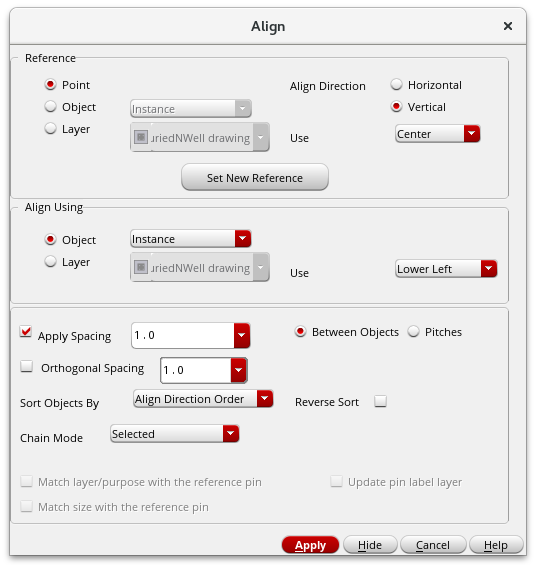 Align
Reference
Point
Align Direction
Horizontal
Object
Instance
Vertical
Layer
uriedNWell drawing
Use
Center
Set New Reference
Align Using
Object
Instance
Layer
uriedNWell drawing
Use
Lower Left
Apply Spacing
1.0
Between Objects
Pitches
Orthogonal Spacing
1.0
Sort Objects By
Align Direction Order
Reverse Sort
Chain Mode
Selected
Match layer/purpose with the reference pin
Update pin label layer
Match size with the reference pin
Apply
Hide
Cancel
Help